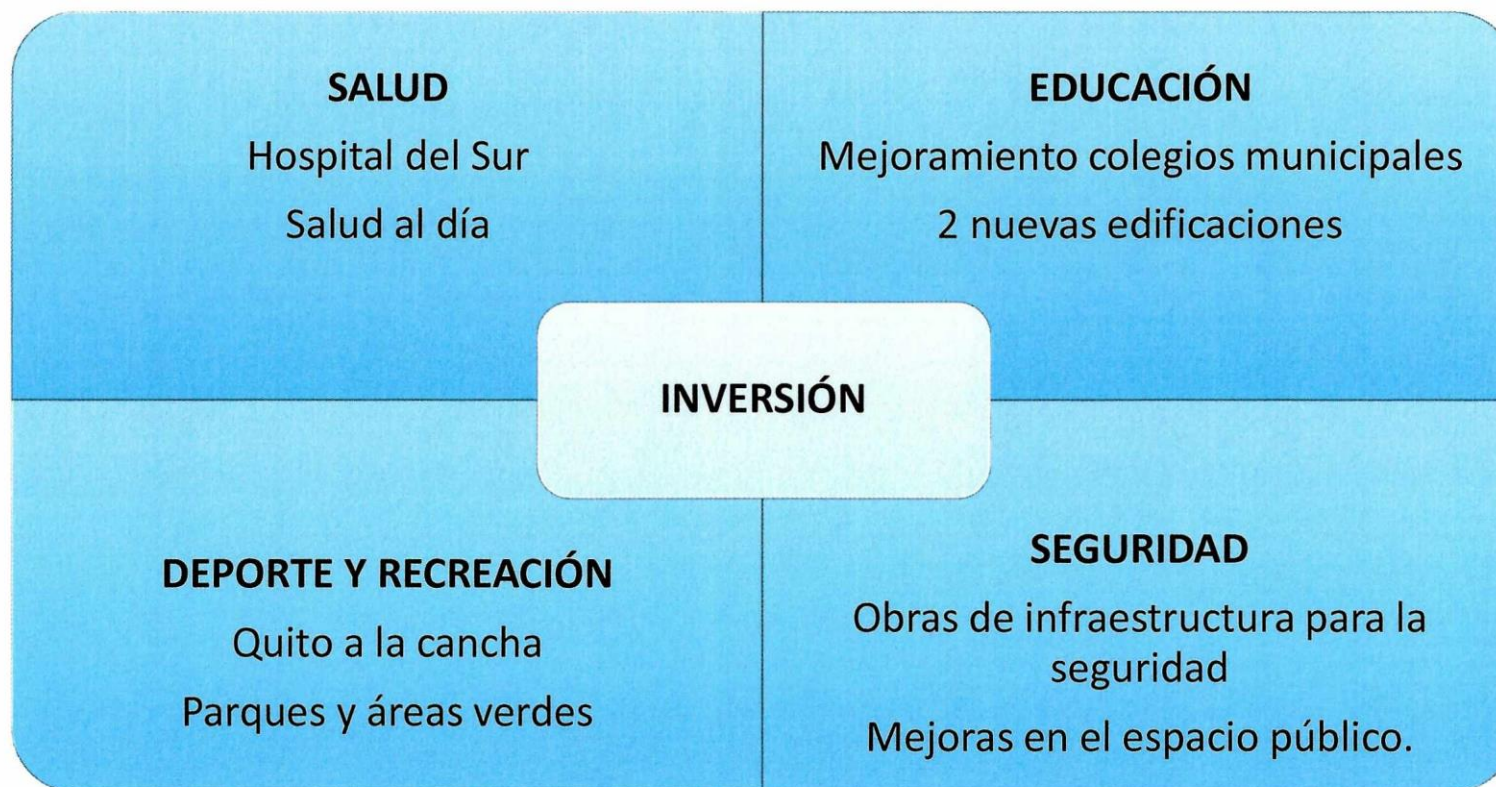 SALUD
Hospital del Sur
Salud al día
EDUCACIÓN
Mejoramiento colegios municipales
2 nuevas edificaciones
INVERSIÓN
DEPORTE Y RECREACIÓN
Quito a la cancha
Parques y áreas verdes
SEGURIDAD
Obras de infraestructura para la
seguridad
Mejoras en el espacio público.